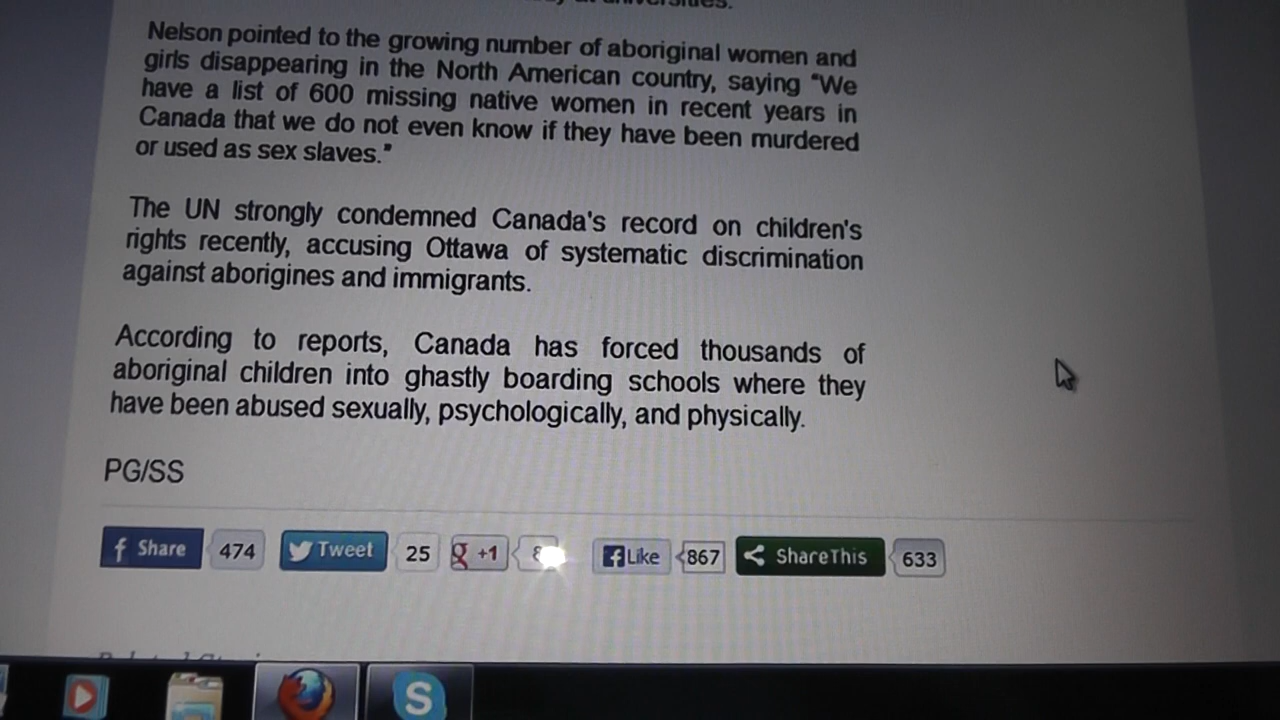 universities.
Nelson pointed to the growing number of aboriginal women and
girls disappearing in the North American country, saying “We
have a list of 600 missing native women in recent years in
Canada that we do not even know if they have been murdered
or used as sex slaves.”
The UN strongly condemned Canada's record on children's
rights recently, accusing Ottawa of systematic discrimination
against aborigines and immigrants.
According to reports, Canada has forced thousands of
aboriginal children into ghastly boarding schools where they
have been abused sexually, psychologically, and physically.
PG/SS
f Share 474 Tweet 25 g +1 f Like 867 ShareThis 633
S